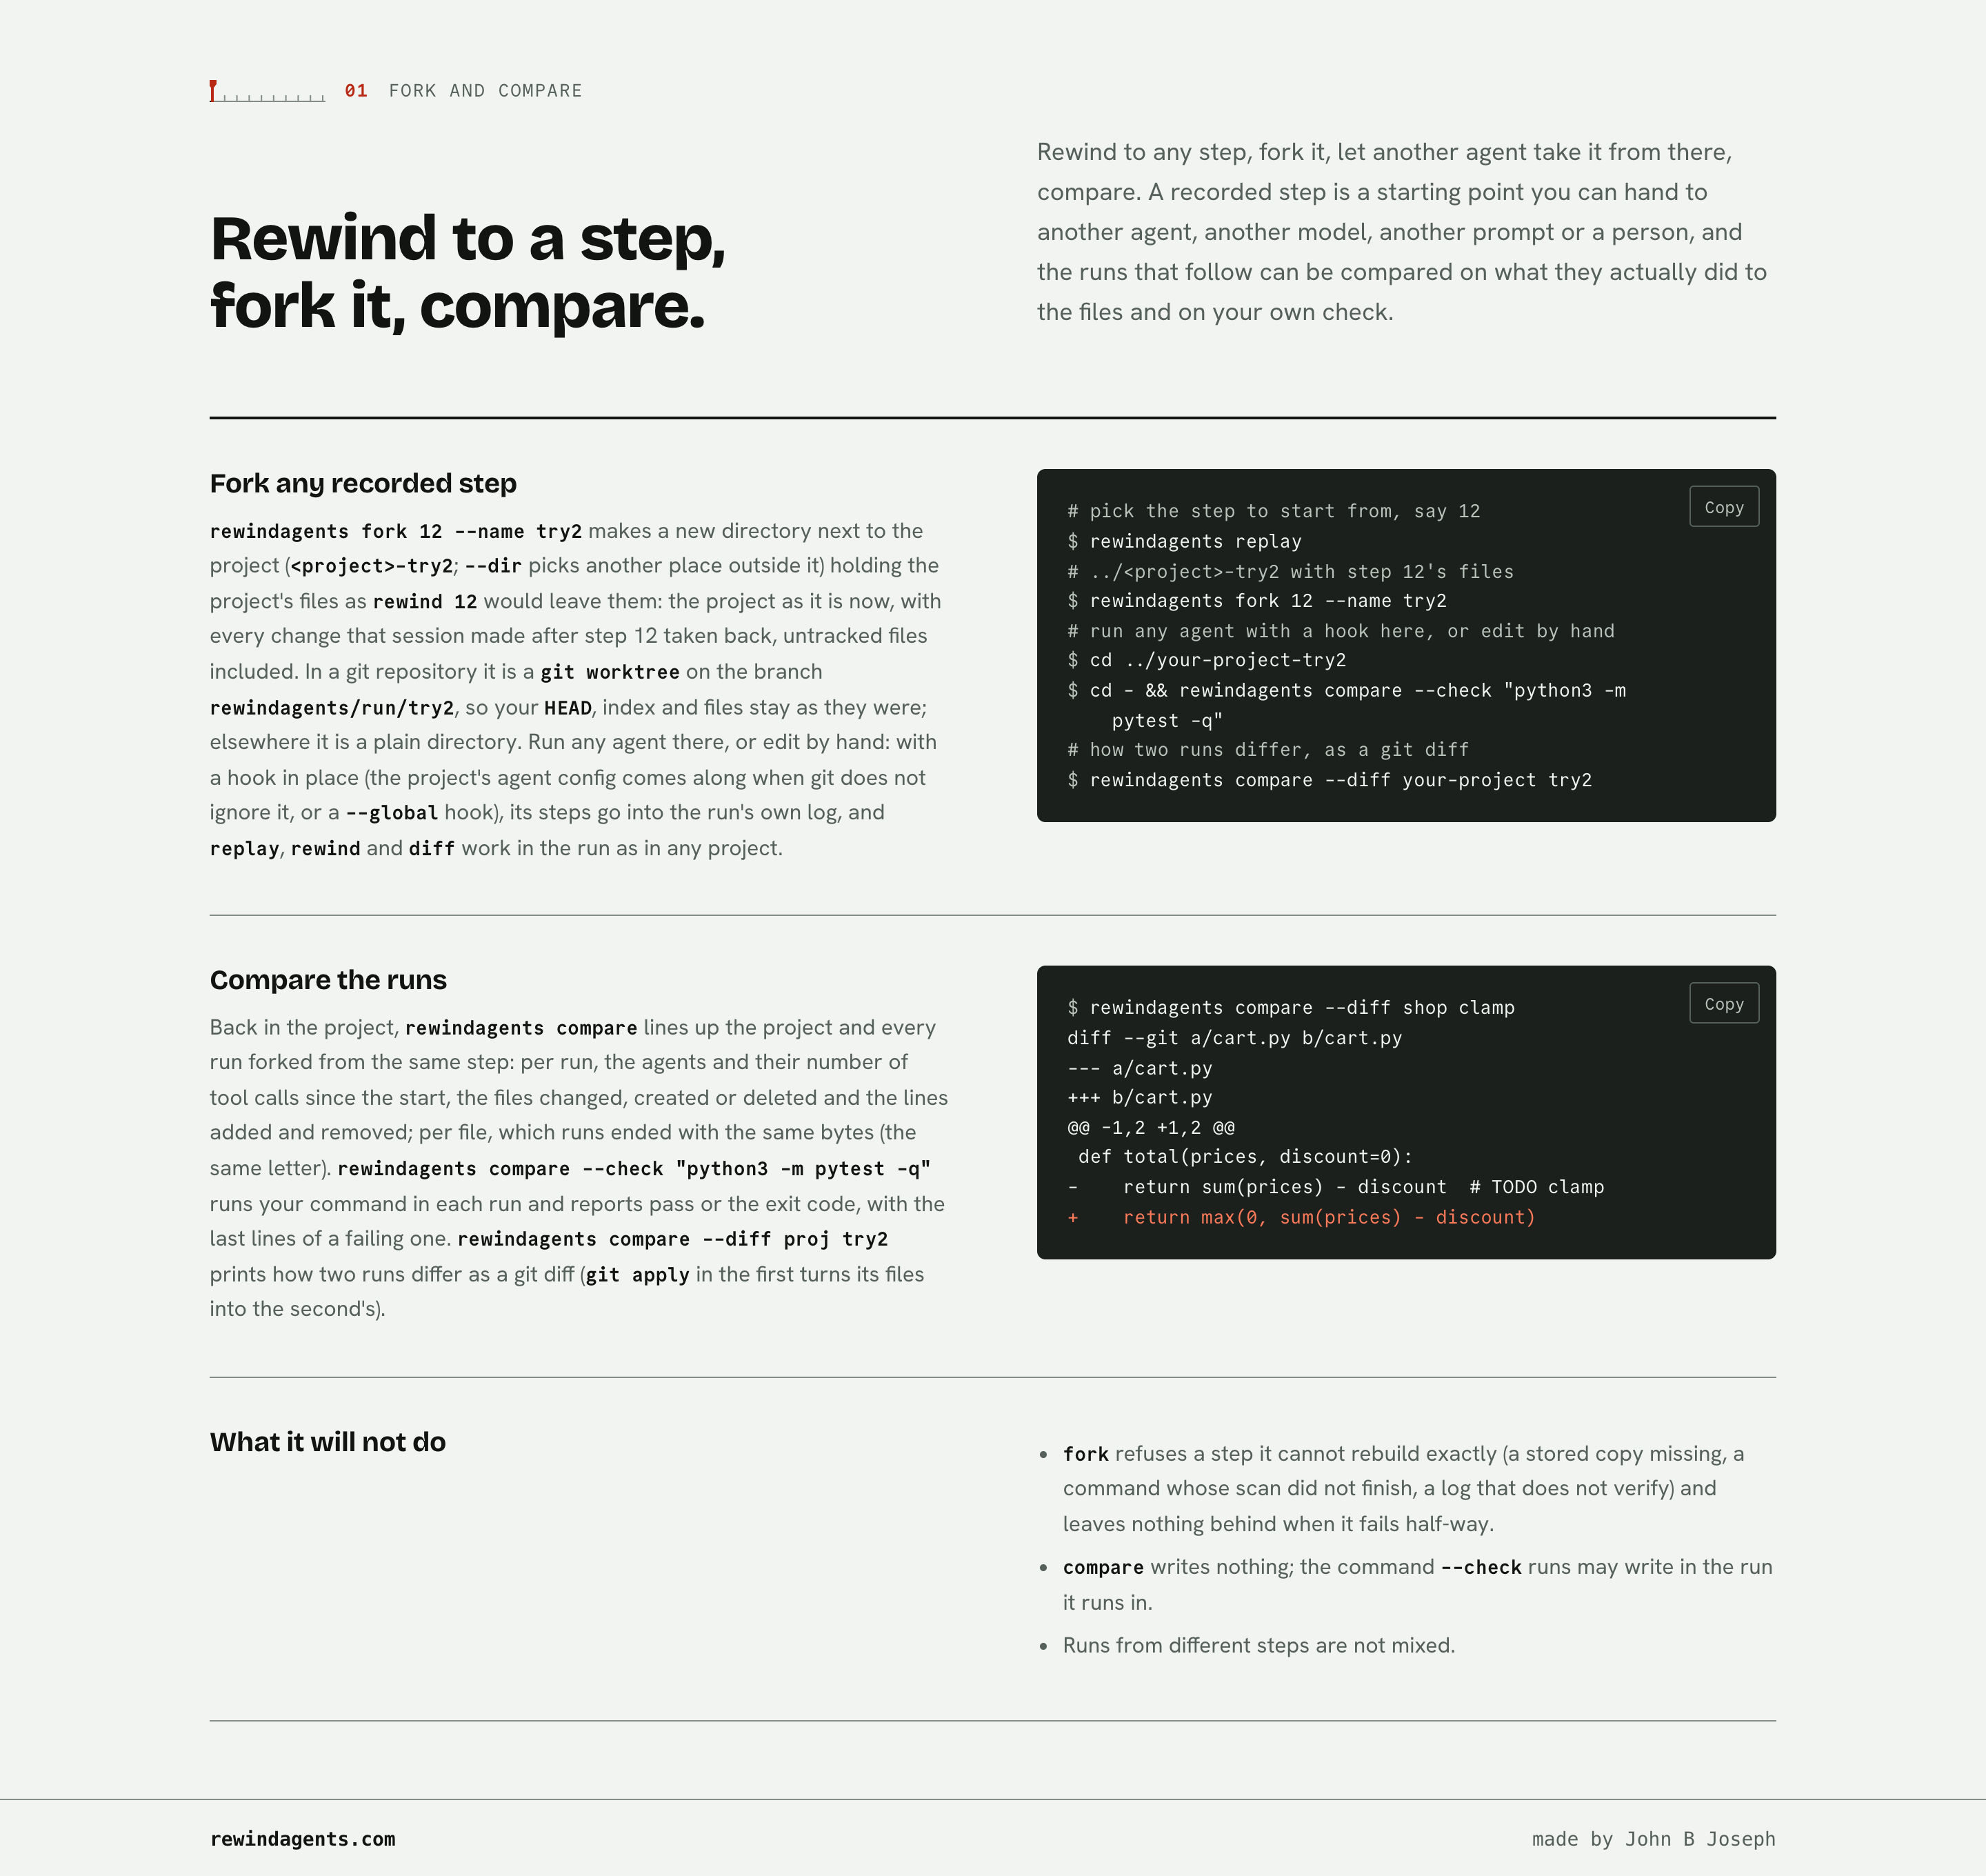 01 FORK AND COMPARE
Rewind to a step,
fork it, compare.
Rewind to any step, fork it, let another agent take it from there,
compare. A recorded step is a starting point you can hand to
another agent, another model, another prompt or a person, and
the runs that follow can be compared on what they actually did to
the files and on your own check.
Fork any recorded step
rewindagents fork 12 --name try2 makes a new directory next to the
project (<project>-try2; --dir picks another place outside it) holding the
project's files as rewind 12 would leave them: the project as it is now, with
every change that session made after step 12 taken back, untracked files
included. In a git repository it is a git worktree on the branch
rewindagents/run/try2, so your HEAD, index and files stay as they were;
elsewhere it is a plain directory. Run any agent there, or edit by hand: with
a hook in place (the project's agent config comes along when git does not
ignore it, or a --global hook), its steps go into the run's own log, and
replay, rewind and diff work in the run as in any project.
Copy
# pick the step to start from, say 12
$ rewindagents replay
# ../<project>-try2 with step 12's files
$ rewindagents fork 12 --name try2
# run any agent with a hook here, or edit by hand
$ cd ../your-project-try2
$ cd - && rewindagents compare --check "python3 -m
pytest -q"
# how two runs differ, as a git diff
$ rewindagents compare --diff your-project try2
Compare the runs
Back in the project, rewindagents compare lines up the project and every
run forked from the same step: per run, the agents and their number of
tool calls since the start, the files changed, created or deleted and the lines
added and removed; per file, which runs ended with the same bytes (the
same letter). rewindagents compare --check "python3 -m pytest -q"
runs your command in each run and reports pass or the exit code, with the
last lines of a failing one. rewindagents compare --diff proj try2
prints how two runs differ as a git diff (git apply in the first turns its files
into the second's).
Copy
$ rewindagents compare --diff shop clamp
diff --git a/cart.py b/cart.py
--- a/cart.py
+++ b/cart.py
@@ -1,2 +1,2 @@
 def total(prices, discount=0):
-    return sum(prices) - discount  # TODO clamp
+    return max(0, sum(prices) - discount)
What it will not do
• fork refuses a step it cannot rebuild exactly (a stored copy missing, a
command whose scan did not finish, a log that does not verify) and
leaves nothing behind when it fails half-way.
• compare writes nothing; the command --check runs may write in the run
it runs in.
• Runs from different steps are not mixed.
rewindagents.com
made by John B Joseph